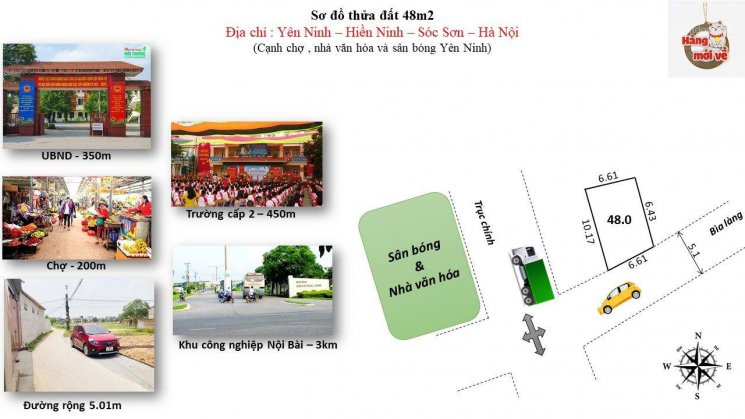 Sơ đồ thửa đất 48m2
Địa chỉ : Yên Ninh – Hiền Ninh – Sóc Sơn – Hà Nội
(Cạnh chợ , nhà văn hóa và sân bóng Yên Ninh)
Hàng mới về
UBND - 350m
Trường cấp 2 – 450m
Chợ - 200m
Khu công nghiệp Nội Bài – 3km
Đường rộng 5.01m
Sân bóng
&
Nhà văn hóa
Trục chính
6.61
10.17
48.0
6.43
6.61
Bìa làng
5.1
N
W
E
S